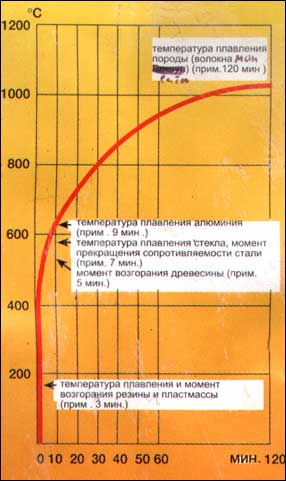 °C
1200
температура плавления
породы (волокна мин
ваты) (прим.120 мин )
1000
800
температура плавления алюминия
(прим . 9 мин .)
600
температура плавления стекла, момент
прекращения сопротивляемости стали
(прим. 7 мин.)
момент возгорания древесины (прим.
5 мин.)
400
200
температура плавления и момент
возгорания резины и пластмассы
(прим . 3 мин.)
0 10 20 30 40 50 60 МИН. 120